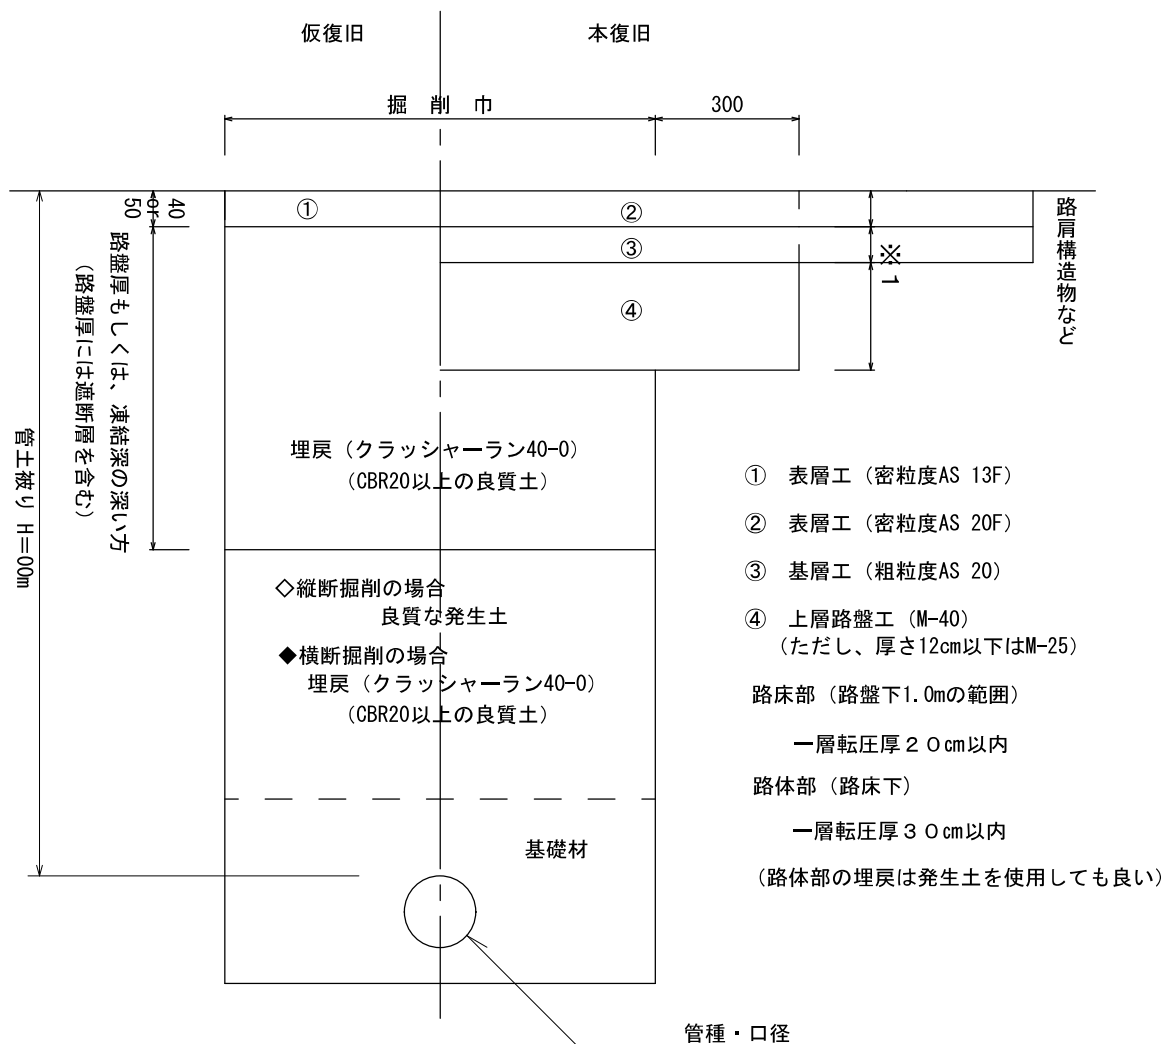 仮復旧
本復旧
掘 削 巾
300
40
or
50
路盤厚もしくは、凍結深の深い方
(路盤厚には遮断層を含む)
管土被り H=00m
①
②
③
④
※1
路肩構造物など
埋戻(クラッシャーラン40-0)
(CBR20以上の良質土)
◇縦断掘削の場合
良質な発生土
◆横断掘削の場合
埋戻(クラッシャーラン40-0)
(CBR20以上の良質土)
基礎材
管種・口径
① 表層工(密粒度AS 13F)
② 表層工(密粒度AS 20F)
③ 基層工(粗粒度AS 20)
④ 上層路盤工(M-40)
(ただし、厚さ12cm以下はM-25)
路床部(路盤下1.0mの範囲)
一層転圧厚20cm以内
路体部(路床下)
一層転圧厚30cm以内
(路体部の埋戻は発生土を使用しても良い)